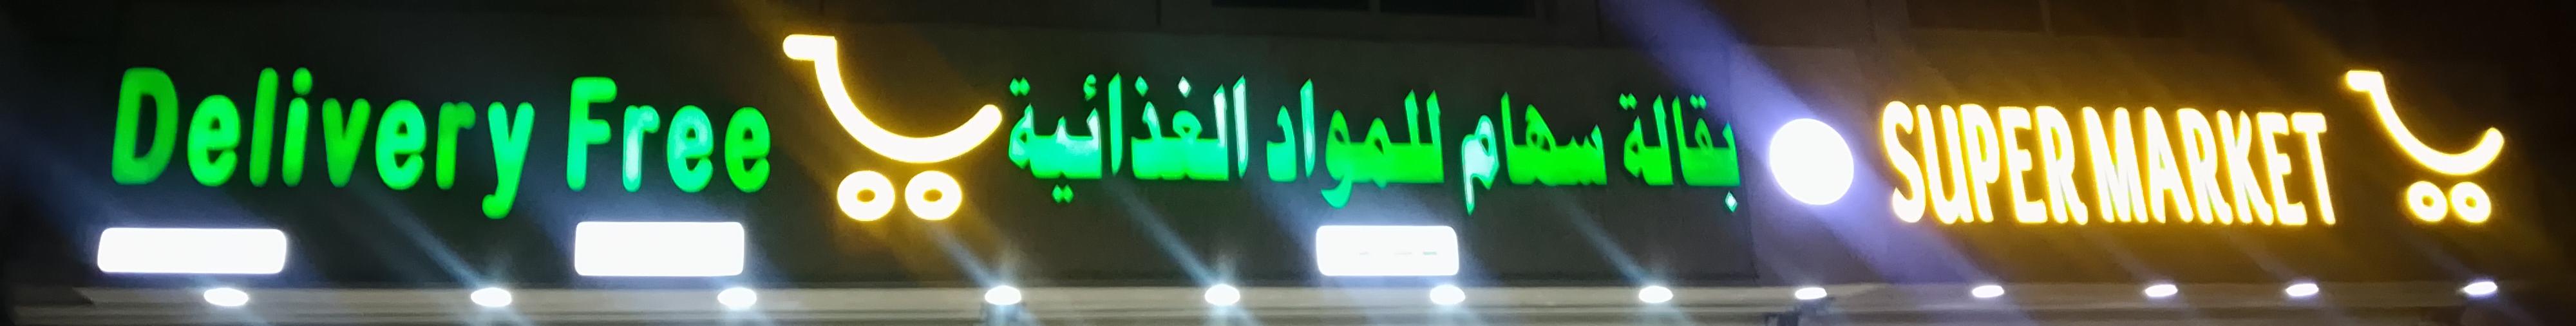 Delivery Free
بقالة سهام للمواد الغذائية
SUPER MARKET